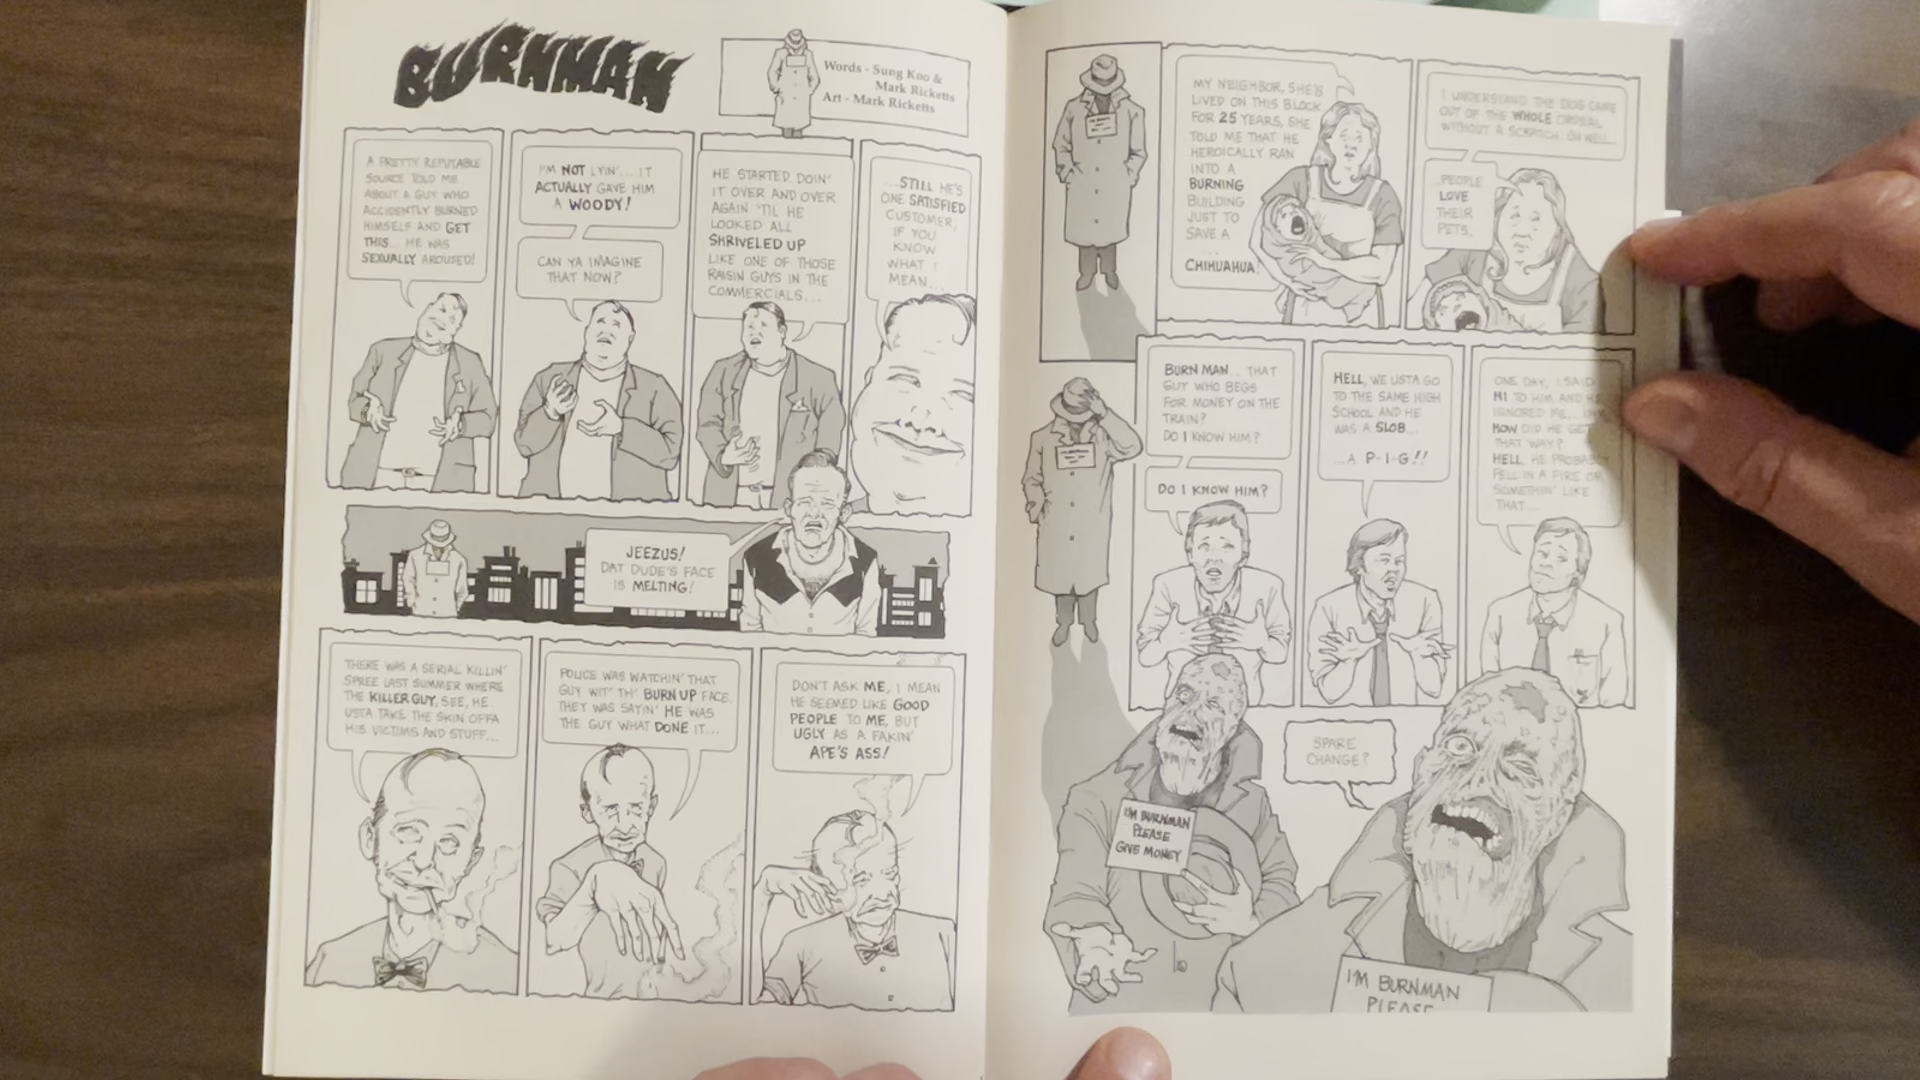 BURNMAN
Words - Sung Koo &
Mark Ricketts
Art - Mark Ricketts
A PRETTY REPUTABLE
SOURCE TOLD ME
ABOUT A GUY WHO
ACCIDENTLY BURNED
HIMSELF AND GET
THIS... HE WAS
SEXUALLY AROUSED!
I'M NOT LYIN'... IT
ACTUALLY GAVE HIM
A WOODY!
CAN YA IMAGINE
THAT NOW?
HE STARTED DOIN'
IT OVER AND OVER
AGAIN 'TIL HE
LOOKED ALL
SHRIVELED UP
LIKE ONE OF THOSE
RAISIN GUYS IN THE
COMMERCIALS...
...STILL HE'S
ONE SATISFIED
CUSTOMER,
IF YOU
KNOW
WHAT I
MEAN...
JEEZUS!
DAT DUDE'S FACE
IS MELTING!
THERE WAS A SERIAL KILLIN'
SPREE LAST SUMMER WHERE
THE KILLER GUY, SEE, HE
USTA TAKE THE SKIN OFFA
HIS VICTIMS AND STUFF...
POLICE WAS WATCHIN' THAT
GUY WIT' TH' BURN UP FACE.
THEY WAS SAYIN' HE WAS
THE GUY WHAT DONE IT...
DON'T ASK ME, I MEAN
HE SEEMED LIKE GOOD
PEOPLE TO ME, BUT
UGLY AS A FAKIN'
APE'S ASS!
MY NEIGHBOR, SHE'S
LIVED ON THIS BLOCK
FOR 25 YEARS, SHE
TOLD ME THAT HE
HEROICALLY RAN
INTO A
BURNING
BUILDING
JUST TO
SAVE A
...
CHIHUAHUA!
I UNDERSTAND THE DOG CAME
OUT OF THE WHOLE ORDEAL
WITHOUT A SCRATCH. OH WELL...
...PEOPLE
LOVE
THEIR
PETS.
BURN MAN... THAT
GUY WHO BEGS
FOR MONEY ON THE
TRAIN?
DO I KNOW HIM?
DO I KNOW HIM?
HELL, WE USTA GO
TO THE SAME HIGH
SCHOOL AND HE
WAS A SLOB...
...A P-I-G!!
ONE DAY, I SAID
HI TO HIM AND
IGNORED ME...
HOW DID HE GET
THAT WAY?
HELL, HE PROBABLY
FELL IN A FIRE OR
SOMETHIN' LIKE
THAT...
I'M BURNMAN
PLEASE
GIVE MONEY
SPARE
CHANGE?
I'M BURNMAN
PLEASE